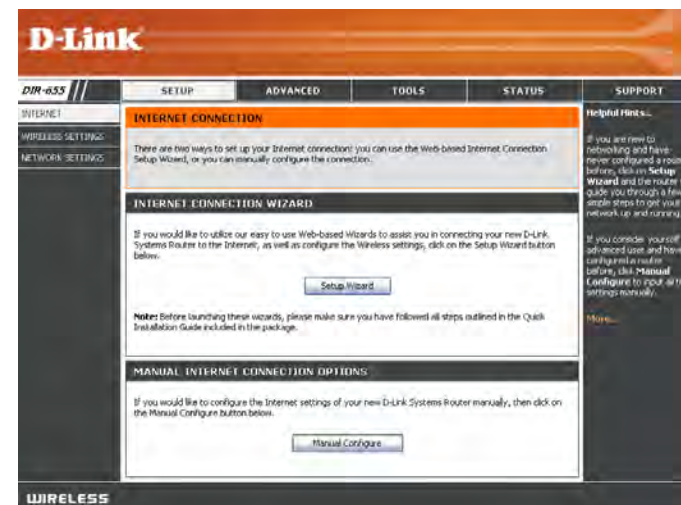 D-Link
DIR-655
SETUP
ADVANCED
TOOLS
STATUS
SUPPORT
INTERNET
WIRELESS SETTINGS
NETWORK SETTINGS
INTERNET CONNECTION
There are two ways to set up your Internet connection: you can use the Web-based Internet Connection
Setup Wizard, or you can manually configure the connection.
INTERNET CONNECTION WIZARD
If you would like to utilize our easy to use Web-based Wizards to assist you in connecting your new D-Link
Systems Router to the Internet, as well as configure the Wireless settings, click on the Setup Wizard button
below.
Setup Wizard
Note: Before launching these wizards, please make sure you have followed all steps outlined in the Quick
Installation Guide included in the package.
MANUAL INTERNET CONNECTION OPTIONS
If you would like to configure the Internet settings of your new D-Link Systems Router manually, then click on
the Manual Configure button below.
Manual Configure
Helpful Hints...
If you are new to
networking and have
never configured a
before, click on Setup
Wizard and the router
guide you through a few
simple steps to get your
network up and running
If you consider yourself
advanced user and have
configured a router
before, click Manual
Configure to input all
settings manually.
More...
WIRELESS